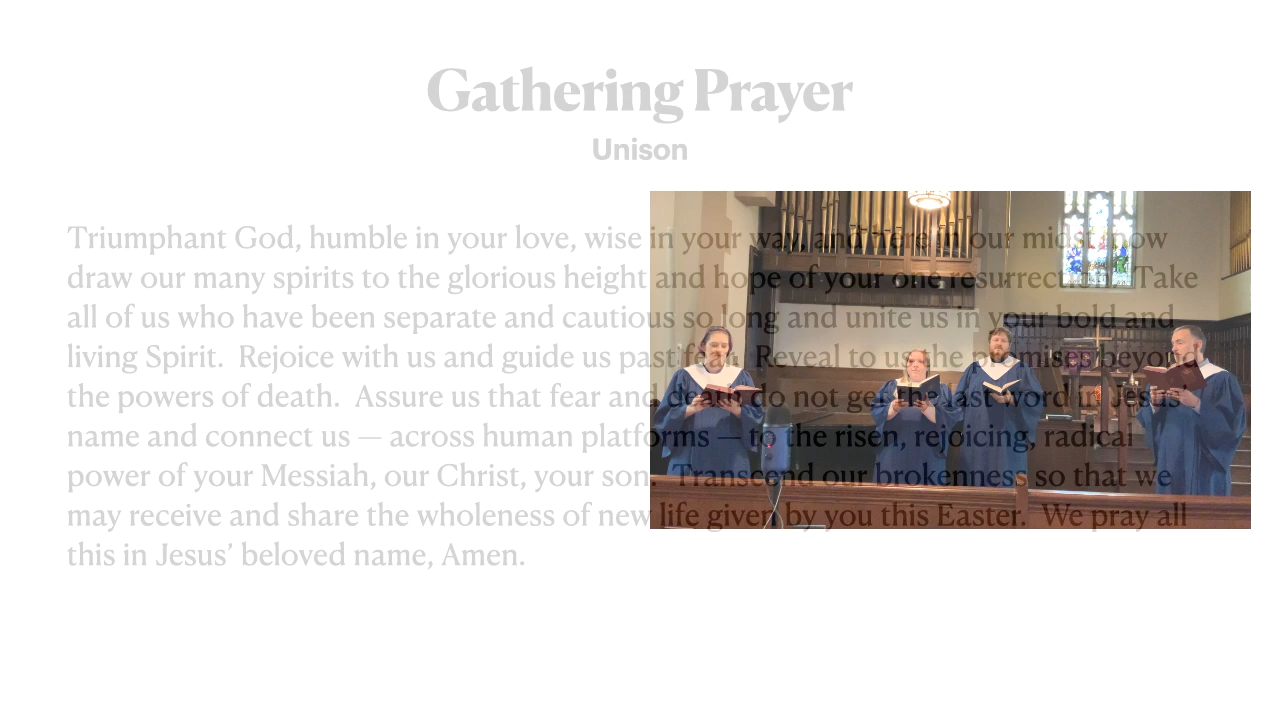 Gathering Prayer
Unison
Triumphant God, humble in your love, wise in your way, and here in our midst, now
draw our many spirits to the glorious height and hope of your one resurrection. Take
all of us who have been separate and cautious so long and unite us in your bold and
living Spirit.  Rejoice with us and guide us past fear.  Reveal to us the promises beyond
the powers of death.  Assure us that fear and death do not get the last word in Jesus'
name and connect us — across human platforms — to the risen, rejoicing, radical
power of your Messiah, our Christ, your son.  Transcend our brokenness so that we
may receive and share the wholeness of new life given by you this Easter.  We pray all
this in Jesus’ beloved name, Amen.